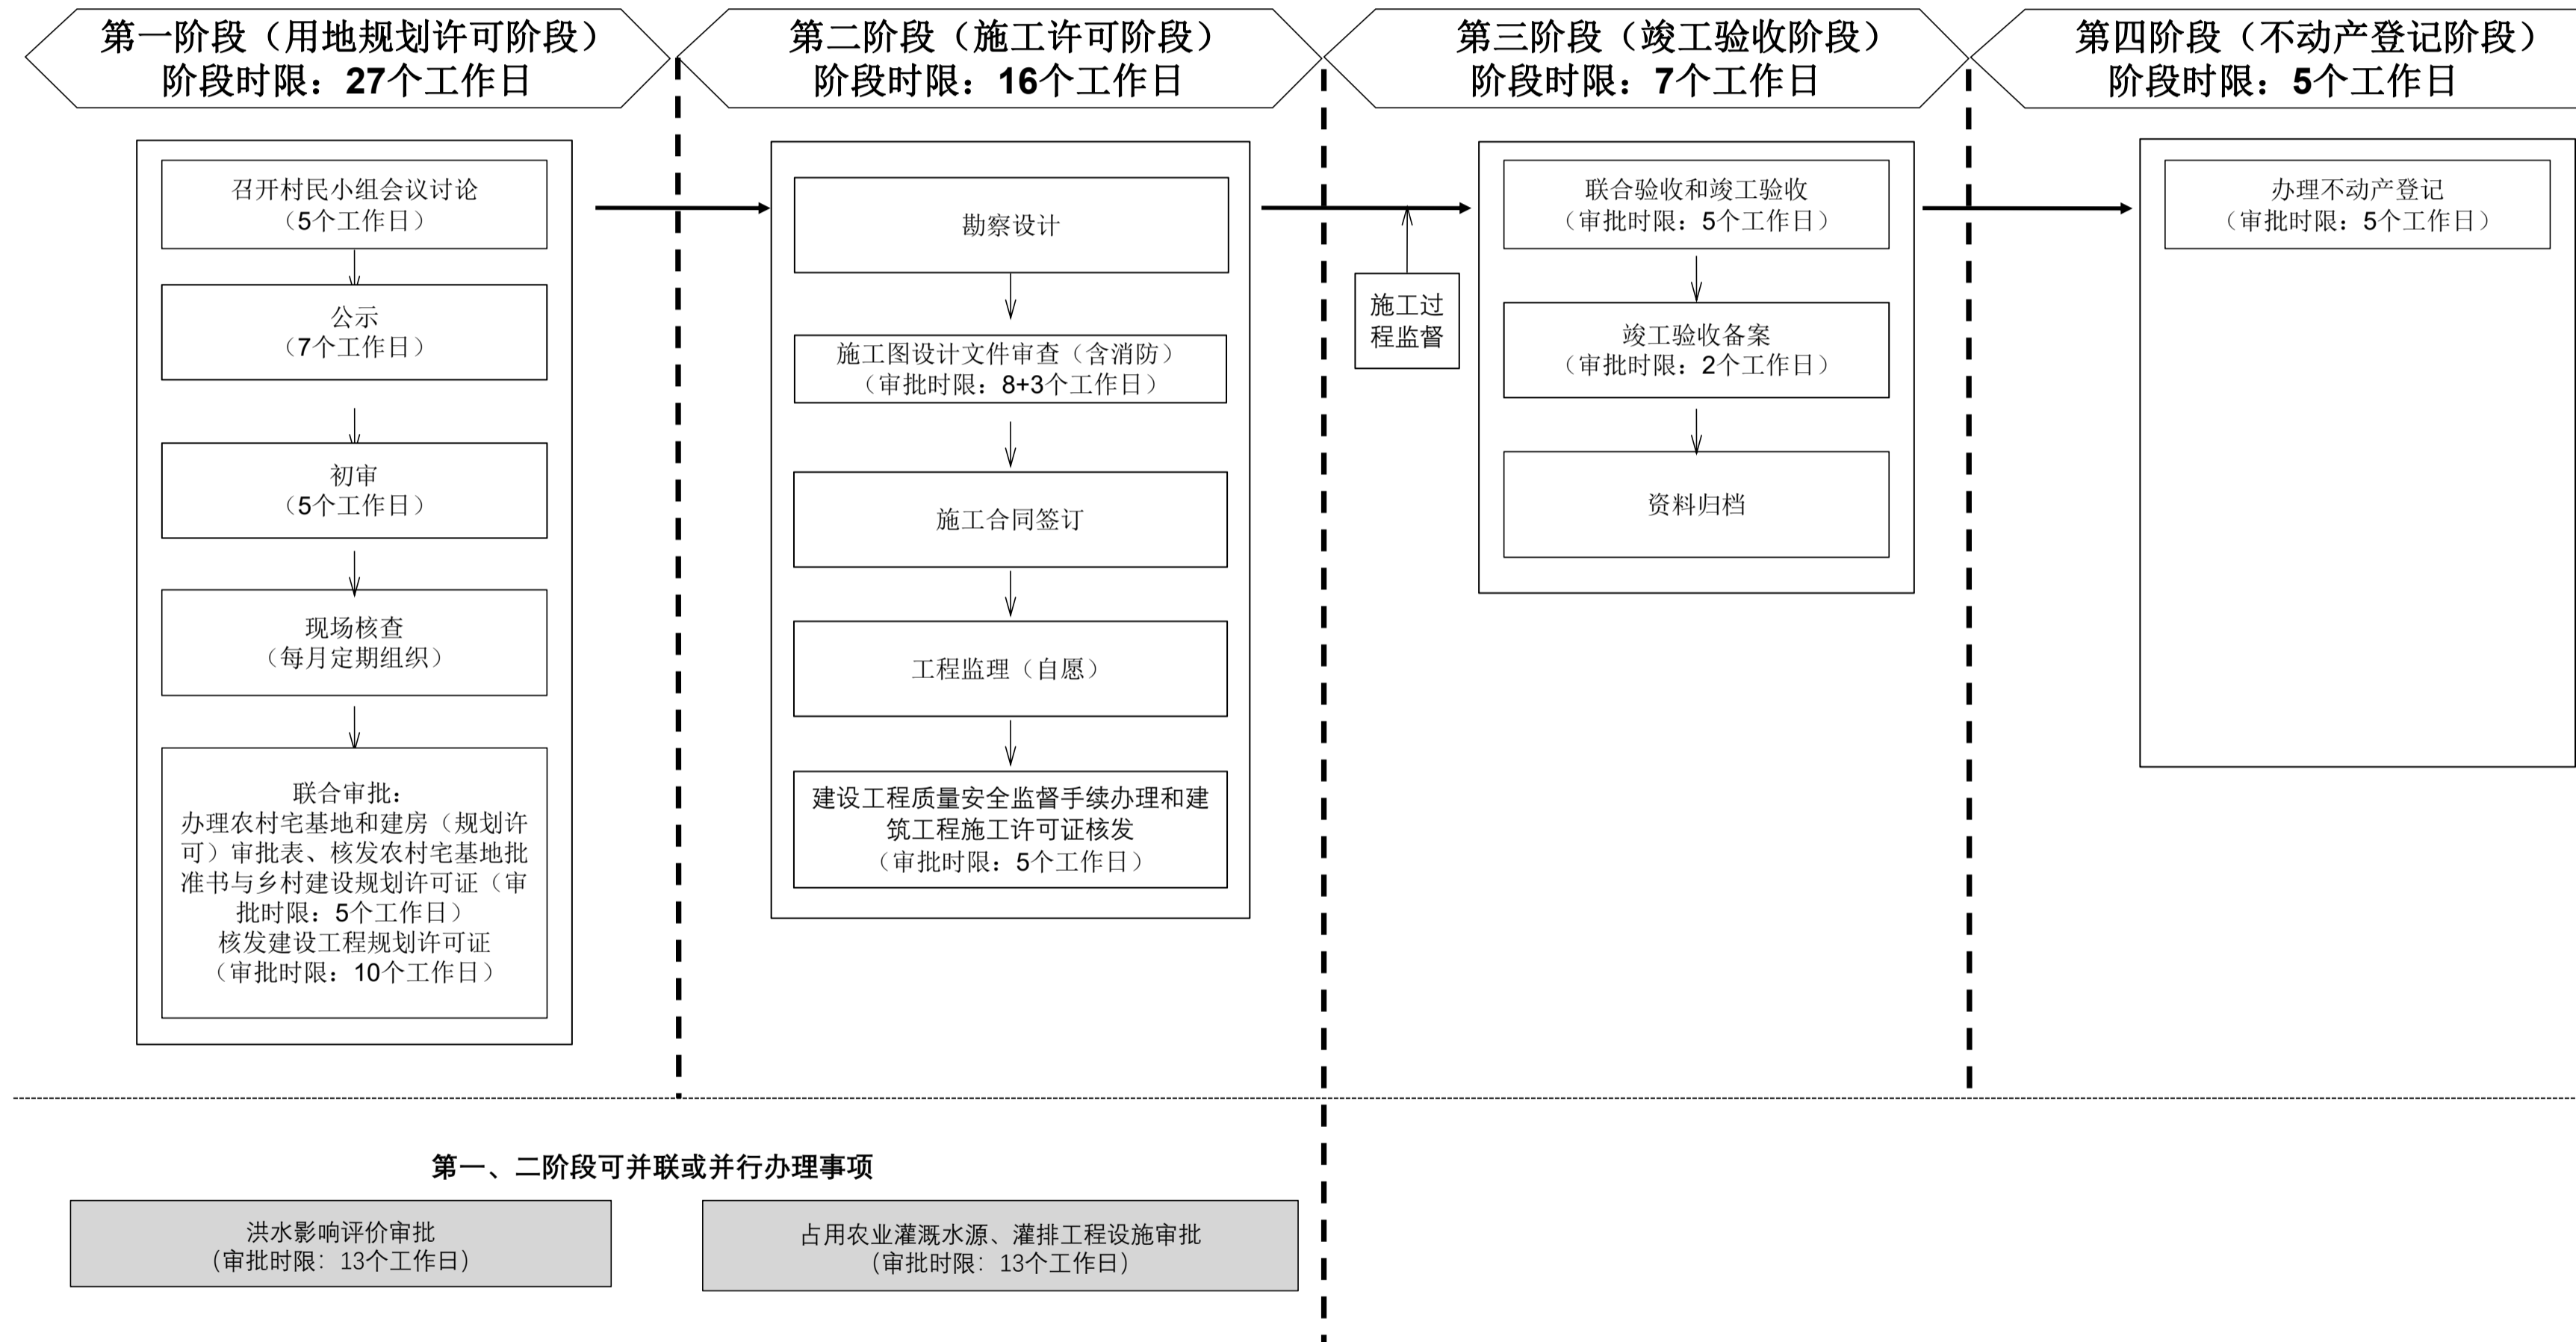 第一阶段（用地规划许可阶段）
阶段时限：27个工作日
第二阶段（施工许可阶段）
阶段时限：16个工作日
第三阶段（竣工验收阶段）
阶段时限：7个工作日
第四阶段（不动产登记阶段）
阶段时限：5个工作日
召开村民小组会议讨论
（5个工作日）
公示
（7个工作日）
初审
（5个工作日）
现场核查
（每月定期组织）
联合审批：
办理农村宅基地和建房（规划许
可）审批表、核发农村宅基地批
准书与乡村建设规划许可证（审
批时限：5个工作日）
核发建设工程规划许可证
（审批时限：10个工作日）
勘察设计
施工图设计文件审查（含消防）
（审批时限：8+3个工作日）
施工合同签订
工程监理（自愿）
建设工程质量安全监督手续办理和建
筑工程施工许可证核发
（审批时限：5个工作日）
施工过
程监督
联合验收和竣工验收
（审批时限：5个工作日）
竣工验收备案
（审批时限：2个工作日）
资料归档
办理不动产登记
（审批时限：5个工作日）
第一、二阶段可并联或并行办理事项
洪水影响评价审批
（审批时限：13个工作日）
占用农业灌溉水源、灌排工程设施审批
（审批时限：13个工作日）